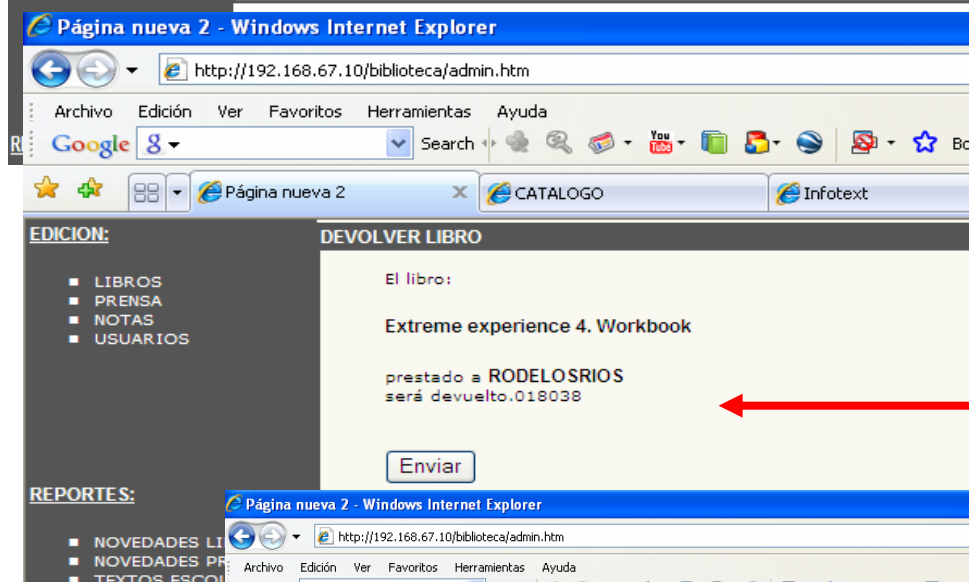 Página nueva 2 - Windows Internet Explorer
http://192.168.67.10/biblioteca/admin.htm
Archivo Edición Ver Favoritos Herramientas Ayuda
Google Search
Página nueva 2 CATALOGO Infotext
EDICION:
LIBROS
PRENSA
NOTAS
USUARIOS
DEVOLVER LIBRO
El libro:
Extreme experience 4. Workbook
prestado a RODELOSRIOS
será devuelto.018038
Enviar
REPORTES:
NOVEDADES
NOVEDADES
Página nueva 2 - Windows Internet Explorer
http://192.168.67.10/biblioteca/admin.htm
Archivo Edición Ver Favoritos Herramientas Ayuda